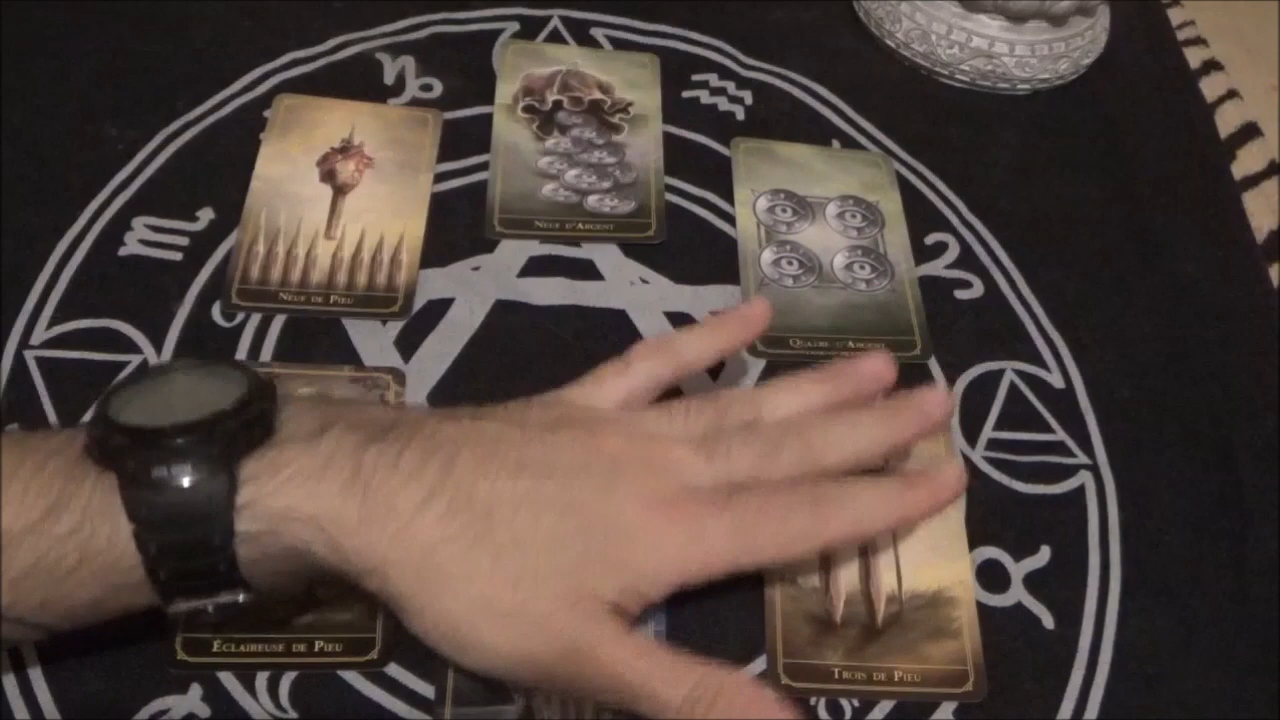 Neuf d'Argent
Neuf de Pieu
Quatre d'Argent
Éclaireuse de Pieu
Trois de Pieu